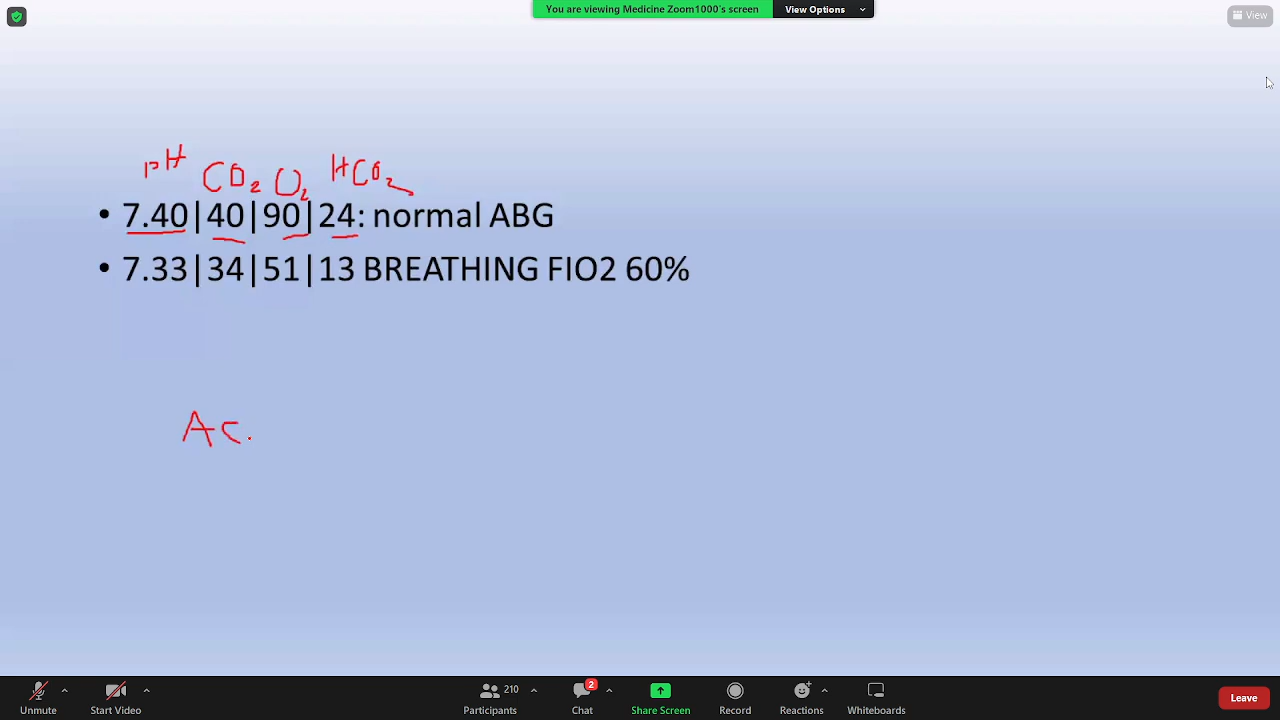 You are viewing Medicine Zoom1000's screen View Options
View
pH CO2 O2 HCO2
• 7.40|40|90|24: normal ABG
• 7.33|34|51|13 BREATHING FIO2 60%
Ac.
Unmute Start Video 210 Participants 2 Chat Share Screen Record Reactions Whiteboards Leave